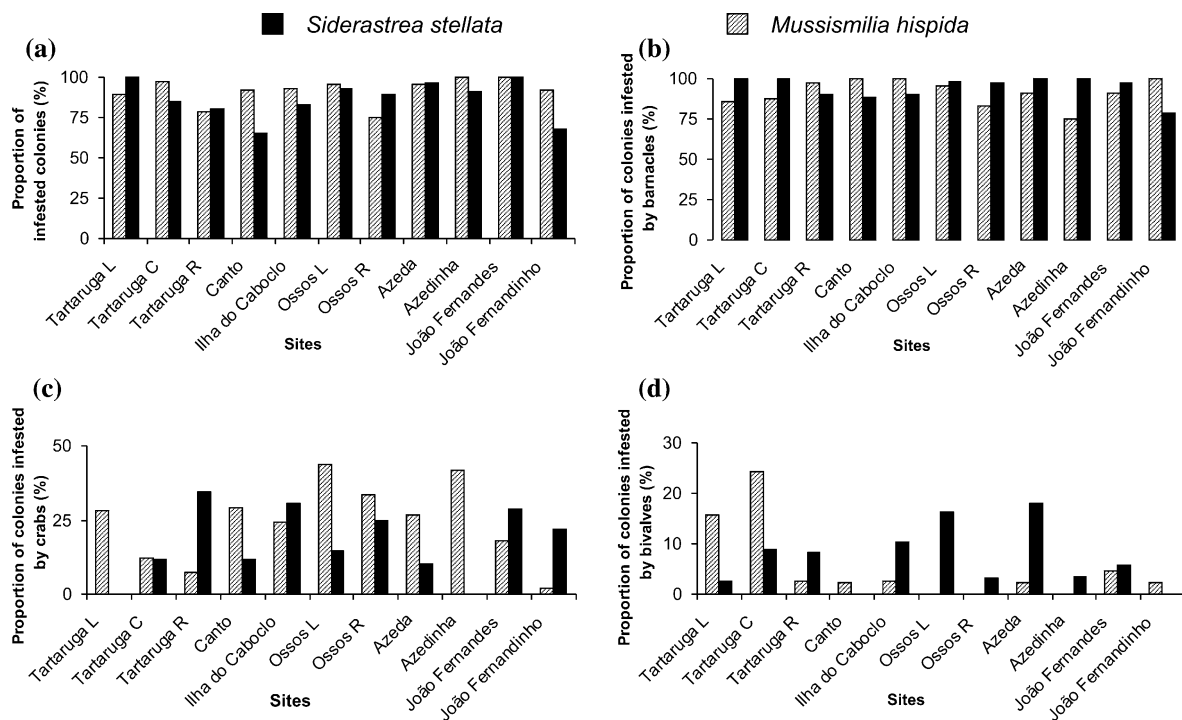 Siderastrea stellata
Mussismilia hispida
(a)
Proportion of
infested colonies (%)
100
75
50
25
0
Tartaruga L
Tartaruga C
Tartaruga R
Canto
Ilha do Caboclo
Ossos L
Ossos R
Azeda
Azedinha
João Fernandes
João Fernandinho
Sites
(b)
Proportion of colonies infested
by barnacles (%)
100
75
50
25
0
Tartaruga L
Tartaruga C
Tartaruga R
Canto
Ilha do Caboclo
Ossos L
Ossos R
Azeda
Azedinha
João Fernandes
João Fernandinho
Sites
(c)
Proportion of colonies infested
by crabs (%)
50
25
0
Tartaruga L
Tartaruga C
Tartaruga R
Canto
Ilha do Caboclo
Ossos L
Ossos R
Azeda
Azedinha
João Fernandes
João Fernandinho
Sites
(d)
Proportion of colonies infested
by bivalves (%)
30
20
10
0
Tartaruga L
Tartaruga C
Tartaruga R
Canto
Ilha do Caboclo
Ossos L
Ossos R
Azeda
Azedinha
João Fernandes
João Fernandinho
Sites